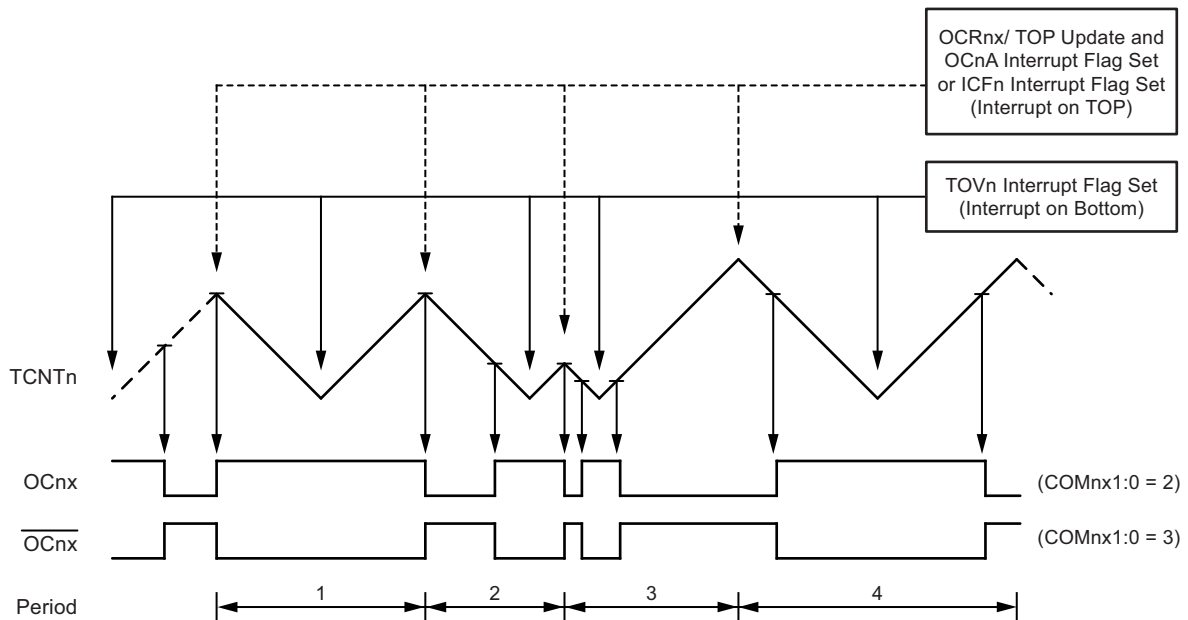 OCRnx/ TOP Update and
OCnA Interrupt Flag Set
or ICFn Interrupt Flag Set
(Interrupt on TOP)
TOVn Interrupt Flag Set
(Interrupt on Bottom)
TCNTn
OCnx
(COMnx1:0 = 2)
OCnx
(COMnx1:0 = 3)
Period
1
2
3
4